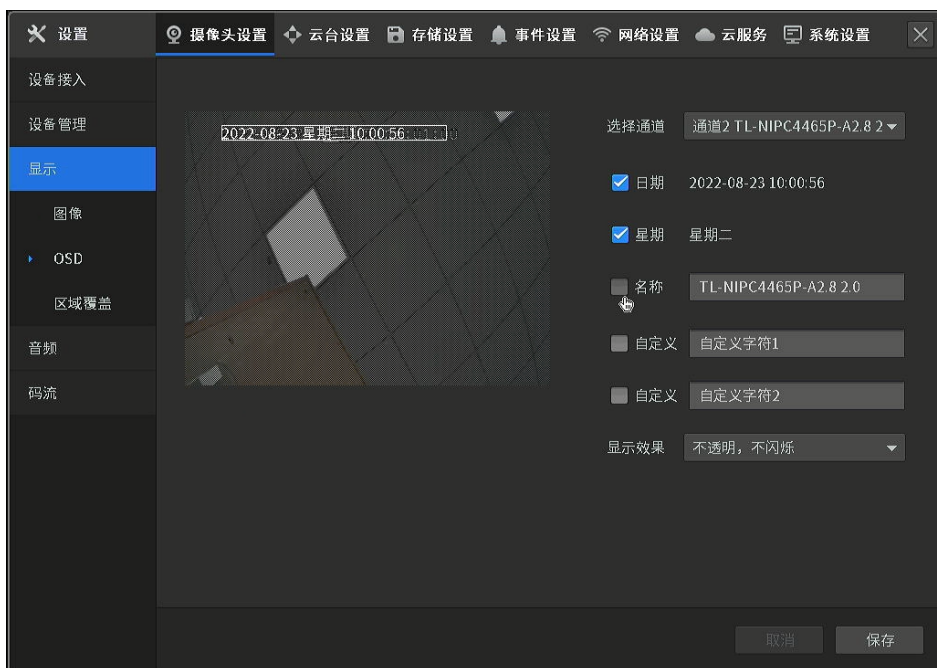 设置 摄像头设置 云台设置 存储设置 事件设置 网络设置 云服务 系统设置
设备接入
设备管理
显示
图像
OSD
区域覆盖
音频
码流
2022-08-23 星期二 10:00:56
选择通道 通道2 TL-NIPC4465P-A2.8 2
日期 2022-08-23 10:00:56
星期 星期二
名称 TL-NIPC4465P-A2.8 2.0
自定义 自定义字符1
自定义 自定义字符2
显示效果 不透明，不闪烁
取消 保存